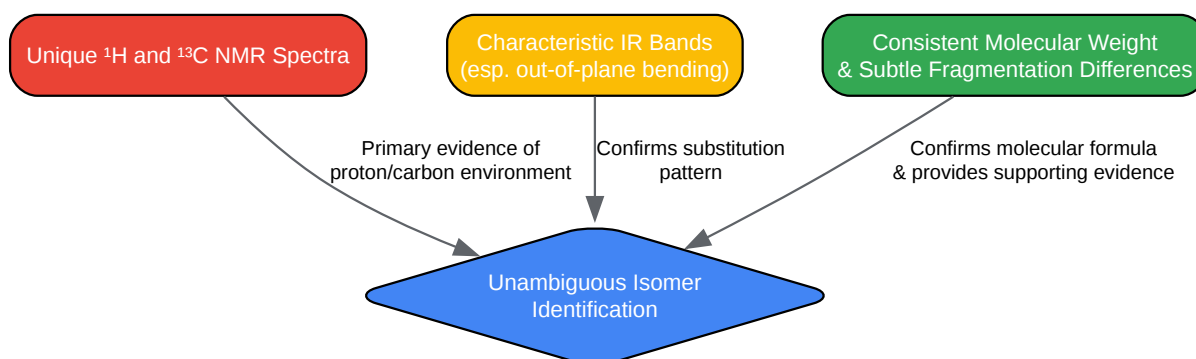 Unique ¹H and ¹³C NMR Spectra
Characteristic IR Bands
(esp. out-of-plane bending)
Consistent Molecular Weight
& Subtle Fragmentation Differences
Primary evidence of
proton/carbon environment
Confirms substitution
pattern
Confirms molecular formula
& provides supporting evidence
Unambiguous Isomer
Identification